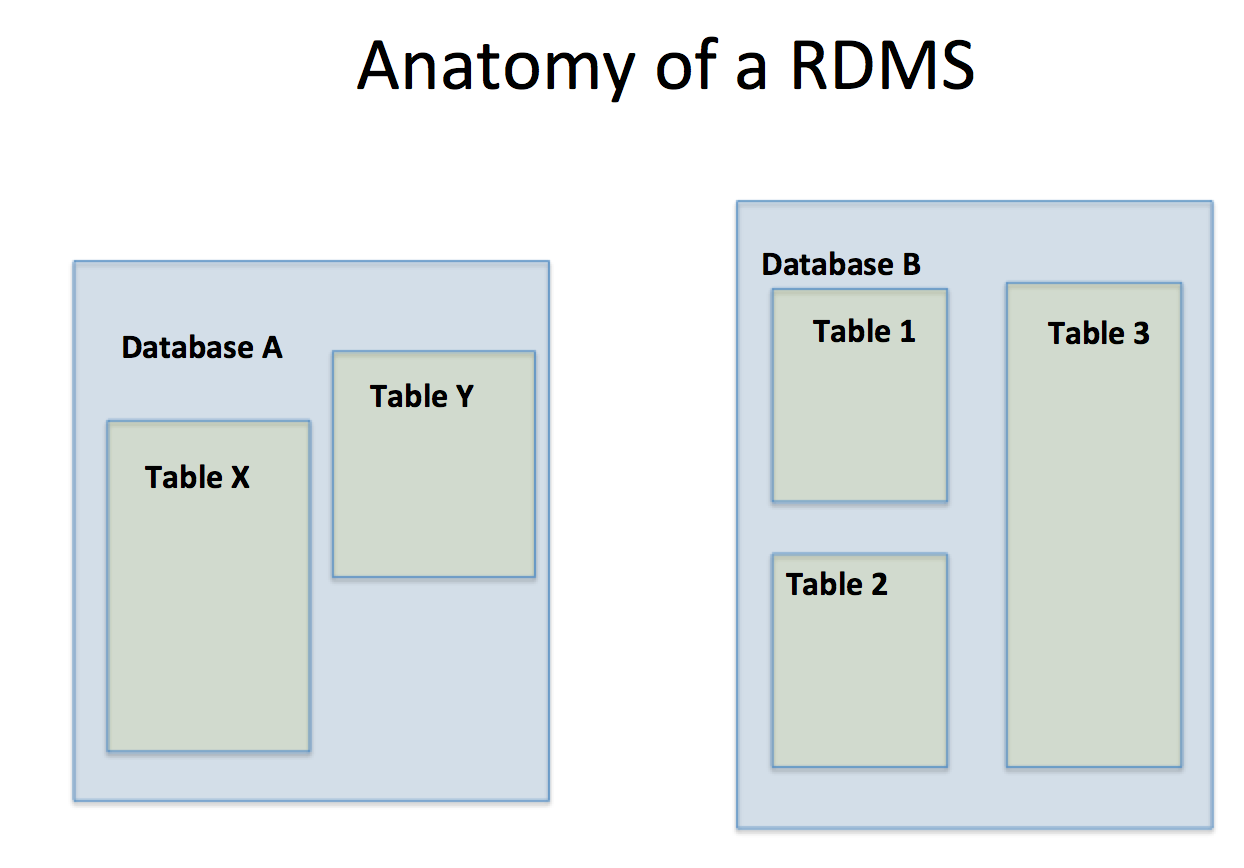 Anatomy of a RDMS
Database A
Table X
Table Y
Database B
Table 1
Table 2
Table 3